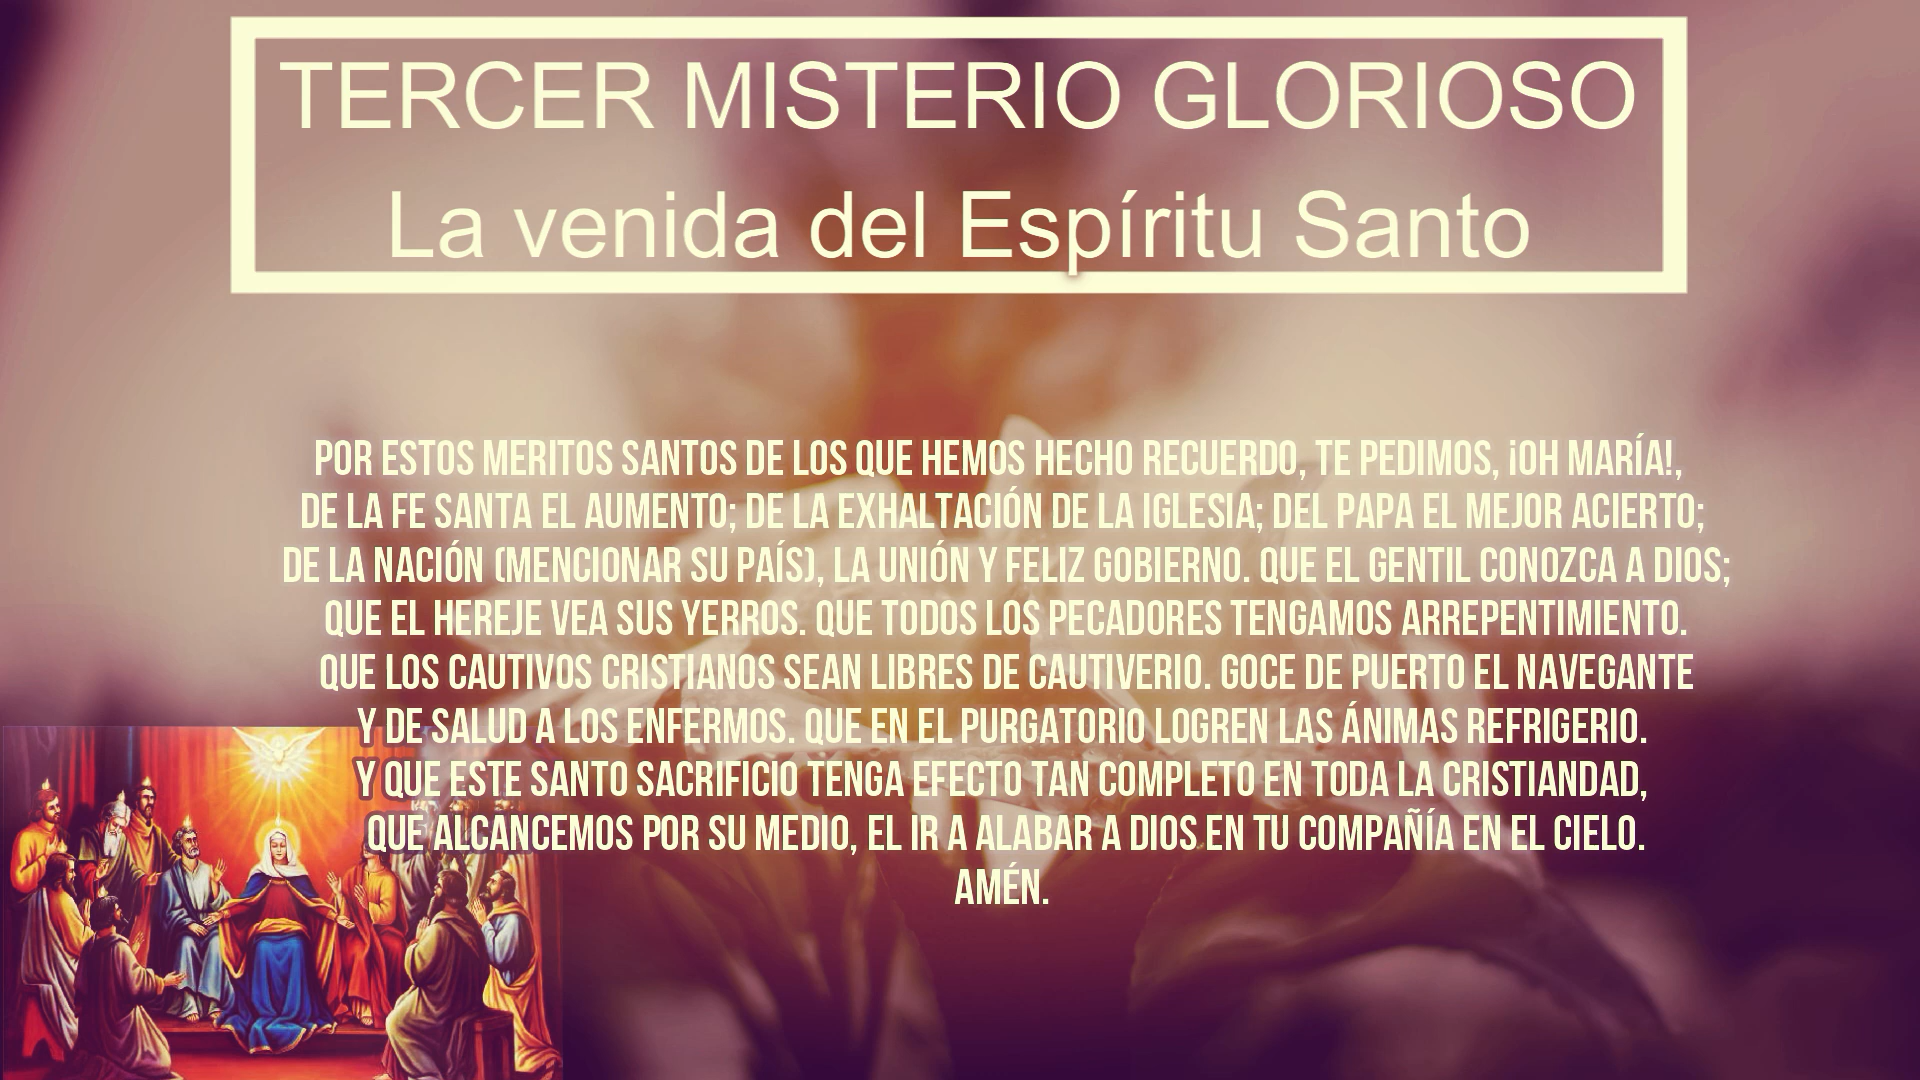 TERCER MISTERIO GLORIOSO
La venida del Espíritu Santo
POR ESTOS MERITOS SANTOS DE LOS QUE HEMOS HECHO RECUERDO, TE PEDIMOS, ¡OH MARÍA!,
DE LA FE SANTA EL AUMENTO; DE LA EXHALTACIÓN DE LA IGLESIA; DEL PAPA EL MEJOR ACIERTO;
DE LA NACIÓN (MENCIONAR SU PAÍS), LA UNIÓN Y FELIZ GOBIERNO. QUE EL GENTIL CONOZCA A DIOS;
QUE EL HEREJE VEA SUS YERROS. QUE TODOS LOS PECADORES TENGAMOS ARREPENTIMIENTO.
QUE LOS CAUTIVOS CRISTIANOS SEAN LIBRES DE CAUTIVERIO. GOCE DE PUERTO EL NAVEGANTE
Y DE SALUD A LOS ENFERMOS. QUE EN EL PURGATORIO LOGREN LAS ÁNIMAS REFRIGERIO.
Y QUE ESTE SANTO SACRIFICIO TENGA EFECTO TAN COMPLETO EN TODA LA CRISTIANDAD,
QUE ALCANCEMOS POR SU MEDIO, EL IR A ALABAR A DIOS EN TU COMPAÑÍA EN EL CIELO.
AMÉN.